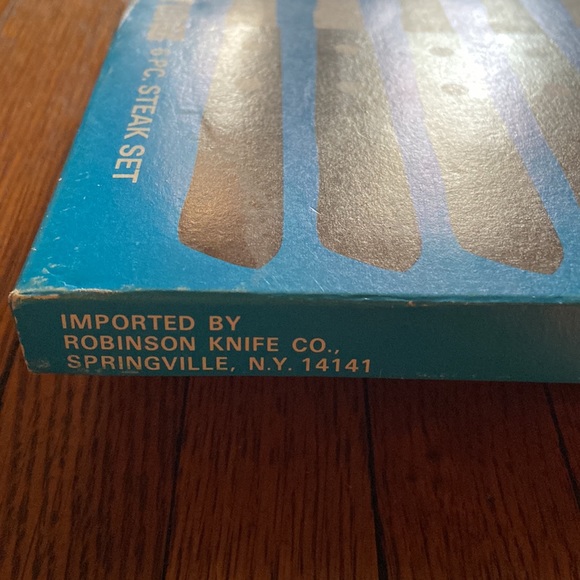 6 PC. STEAK SET
IMPORTED BY
ROBINSON KNIFE CO.,
SPRINGVILLE, N.Y. 14141